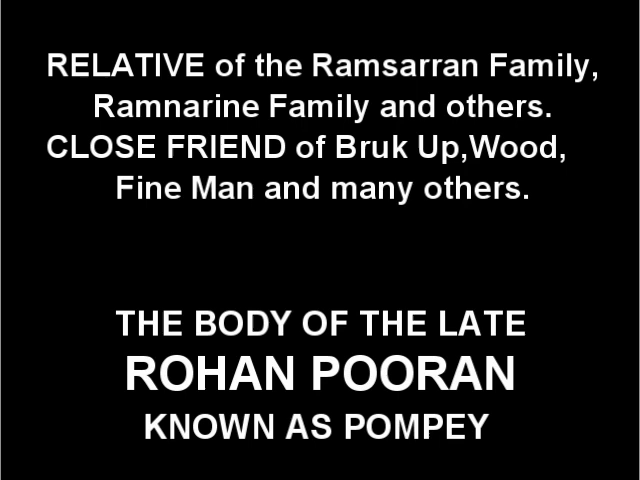 RELATIVE of the Ramsarran Family,
Ramnarine Family and others.
CLOSE FRIEND of Bruk Up,Wood,
Fine Man and many others.
THE BODY OF THE LATE
ROHAN POORAN
KNOWN AS POMPEY